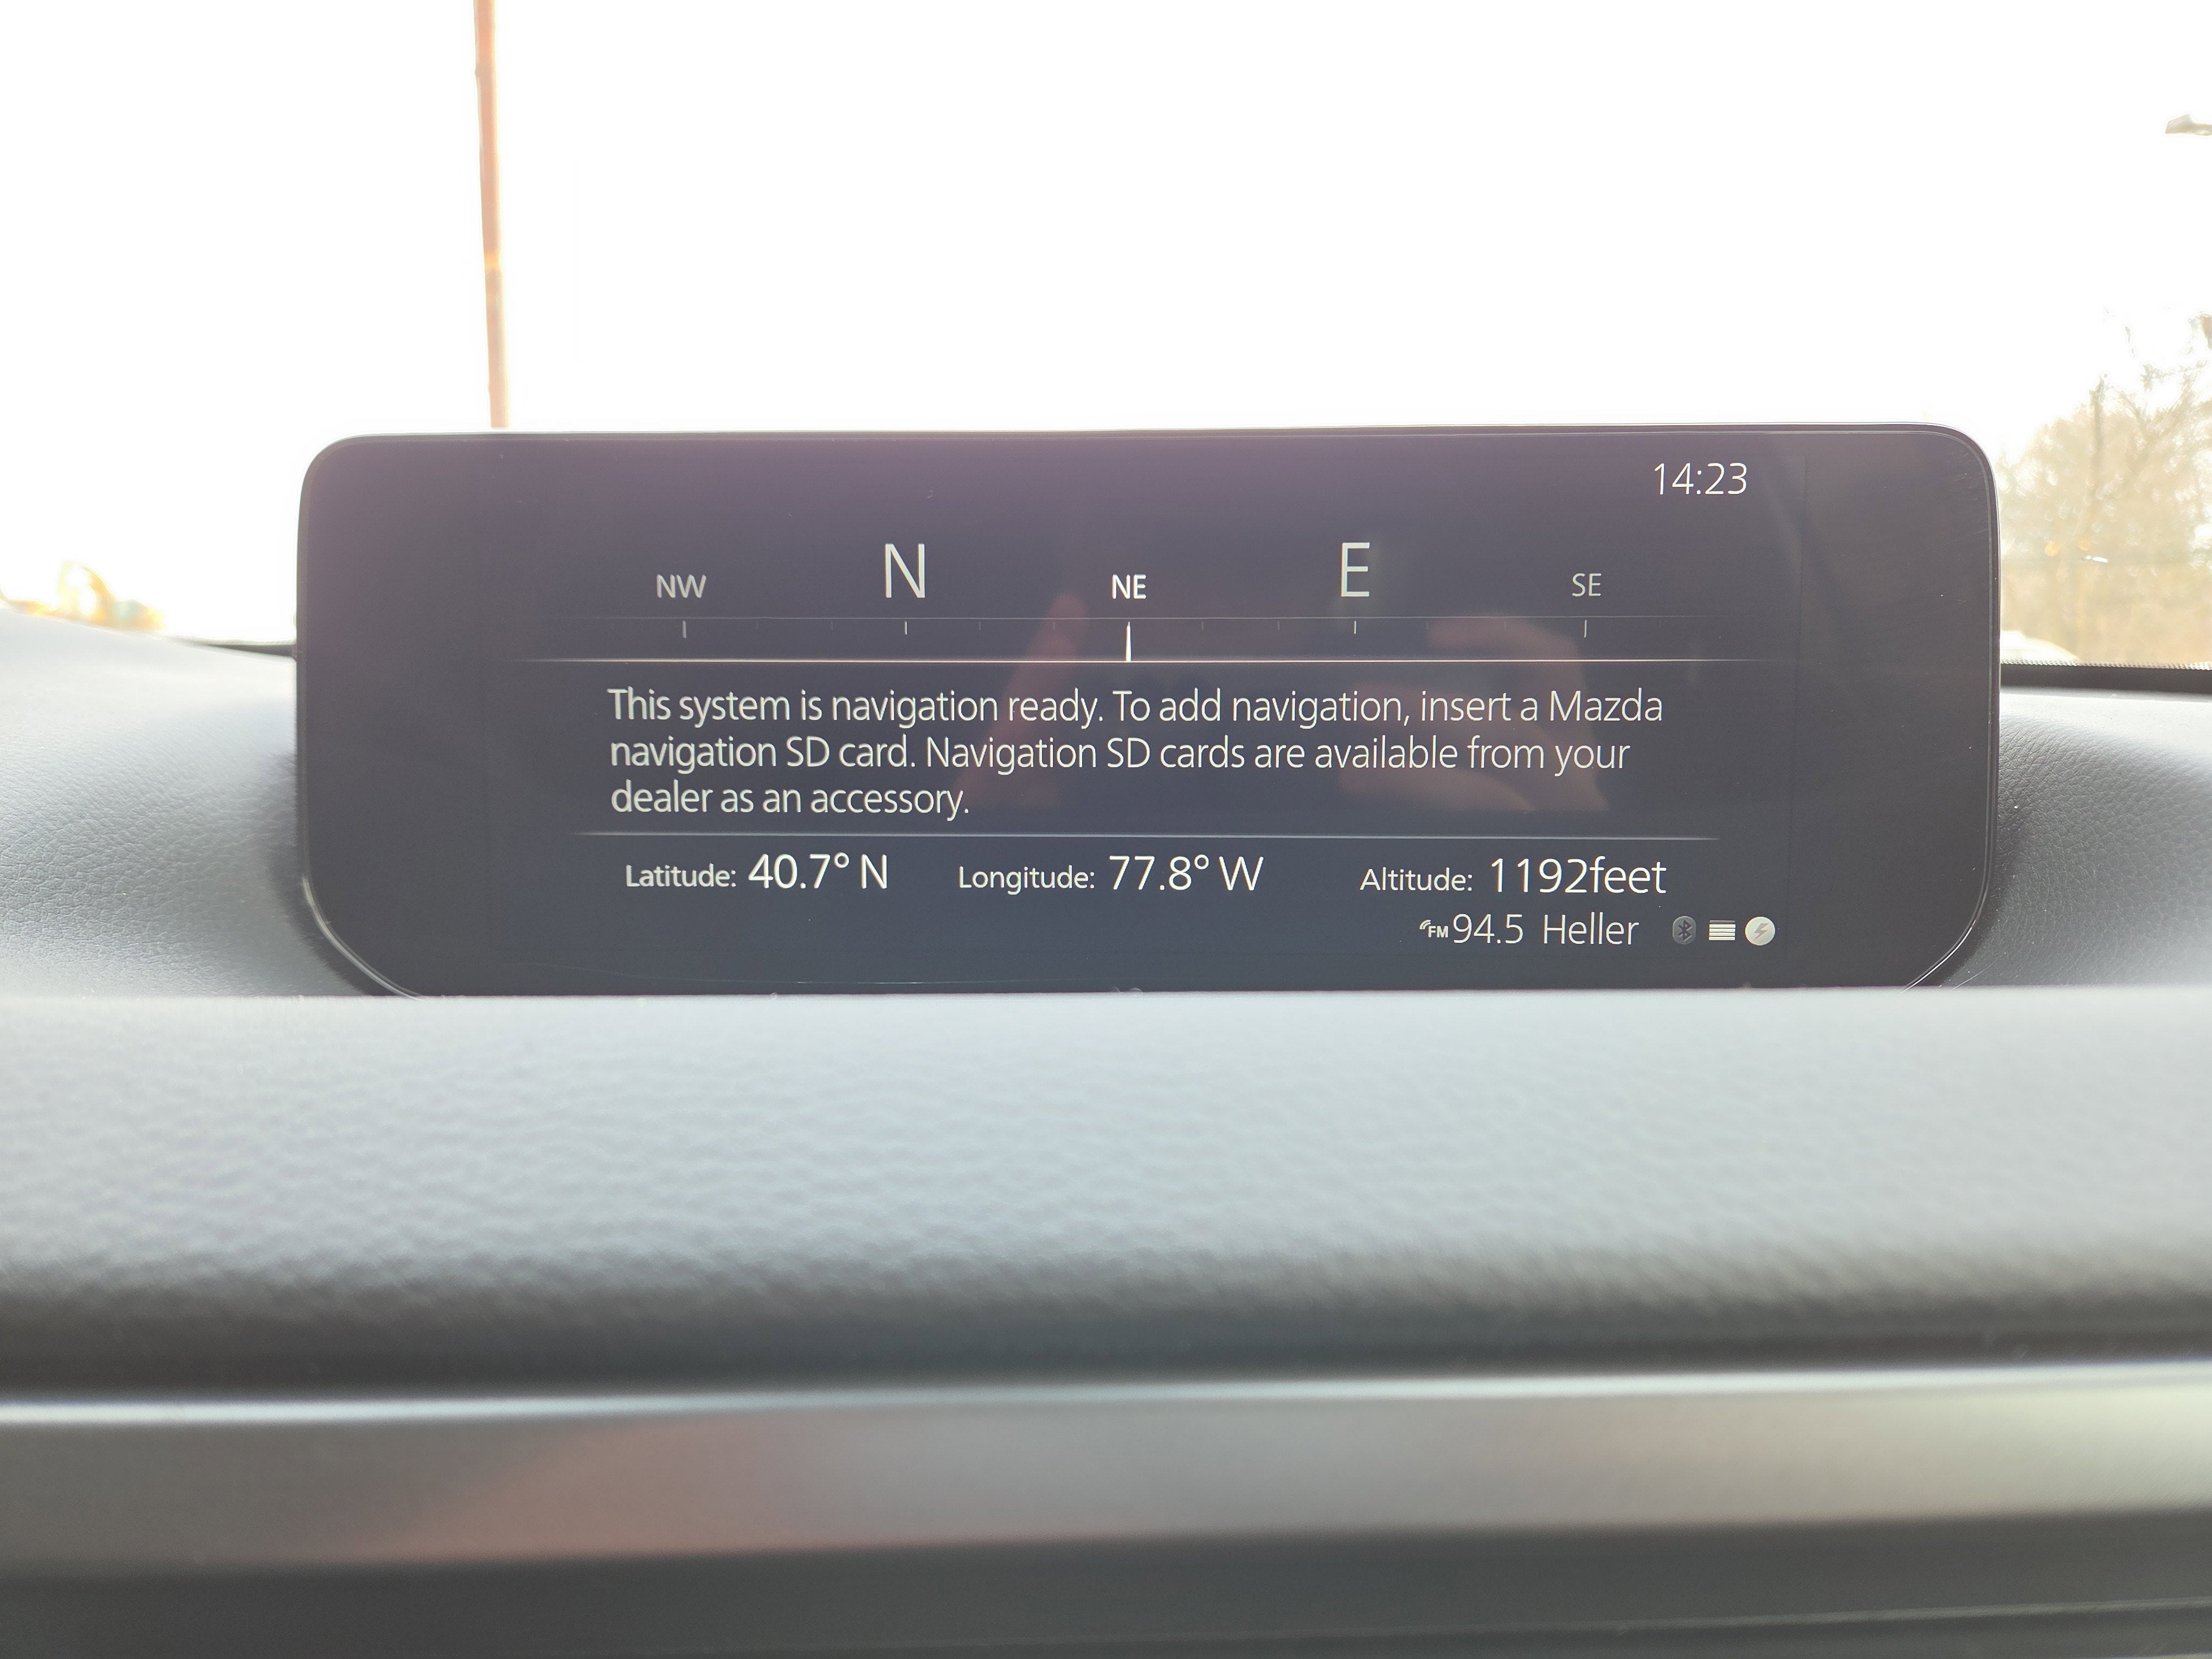 14:23
NW N NE E SE
This system is navigation ready. To add navigation, insert a Mazda
navigation SD card. Navigation SD cards are available from your
dealer as an accessory.
Latitude: 40.7° N Longitude: 77.8° W Altitude: 1192feet
FM 94.5 Heller